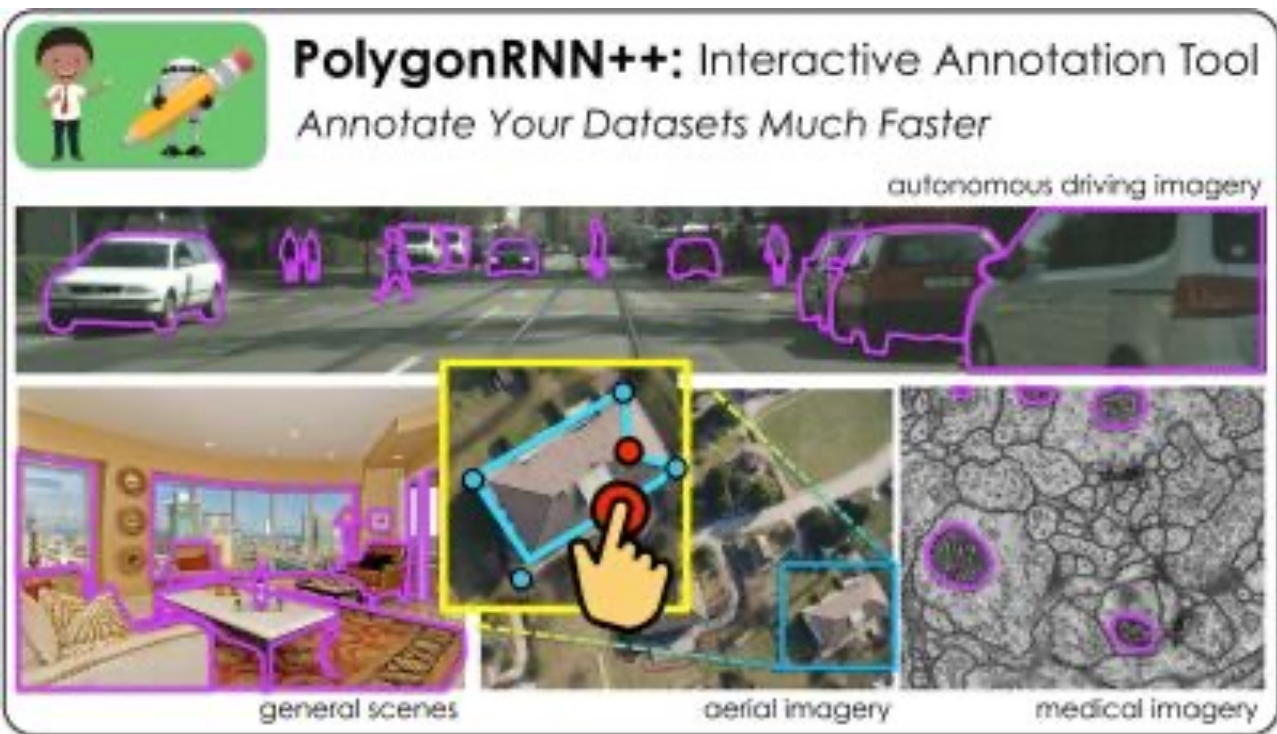 PolygonRNN++: Interactive Annotation Tool
Annotate Your Datasets Much Faster
autonomous driving imagery
general scenes
aerial imagery
medical imagery